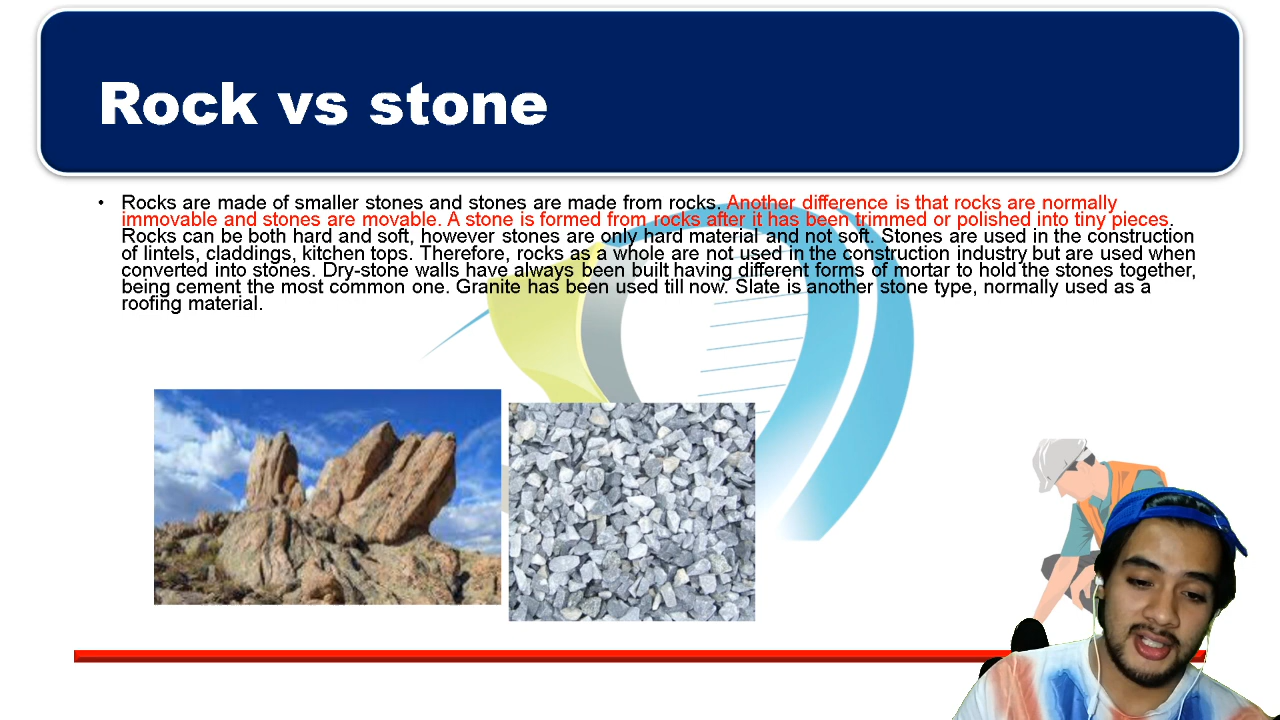 Rock vs stone
• Rocks are made of smaller stones and stones are made from rocks. Another difference is that rocks are normally
immovable and stones are movable. A stone is formed from rocks after it has been trimmed or polished into tiny pieces.
Rocks can be both hard and soft, however stones are only hard material and not soft. Stones are used in the construction
of lintels, claddings, kitchen tops. Therefore, rocks as a whole are not used in the construction industry but are used when
converted into stones. Dry-stone walls have always been built having different forms of mortar to hold the stones together,
being cement the most common one. Granite has been used till now. Slate is another stone type, normally used as a
roofing material.